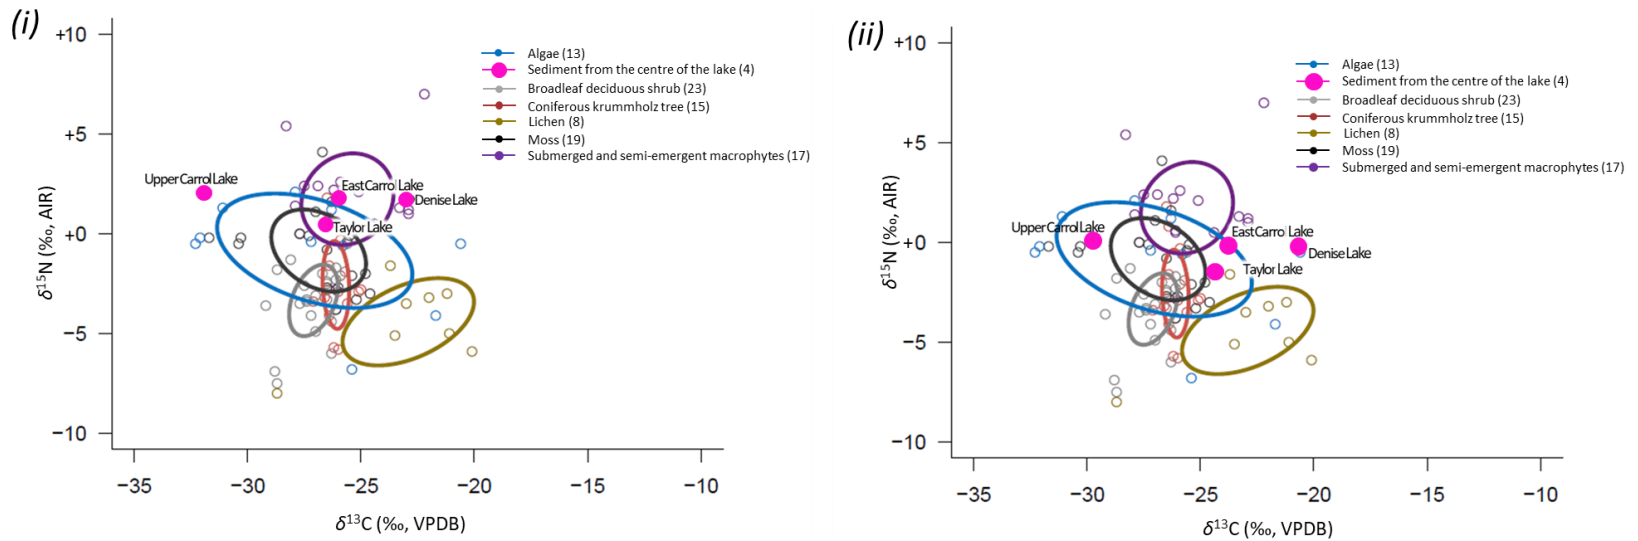 (i)
+10
+5
+0
−5
−10
δ¹⁵N (‰, AIR)
−35 −30 −25 −20 −15 −10
δ¹³C (‰, VPDB)
Algae (13)
Sediment from the centre of the lake (4)
Broadleaf deciduous shrub (23)
Coniferous krummholz tree (15)
Lichen (8)
Moss (19)
Submerged and semi-emergent macrophytes (17)
Upper Carrol Lake
East Carrol Lake
Denise Lake
Taylor Lake
(ii)
+10
+5
+0
−5
−10
δ¹⁵N (‰, AIR)
−35 −30 −25 −20 −15 −10
δ¹³C (‰, VPDB)
Algae (13)
Sediment from the centre of the lake (4)
Broadleaf deciduous shrub (23)
Coniferous krummholz tree (15)
Lichen (8)
Moss (19)
Submerged and semi-emergent macrophytes (17)
Upper Carrol Lake
East Carrol Lake
Denise Lake
Taylor Lake